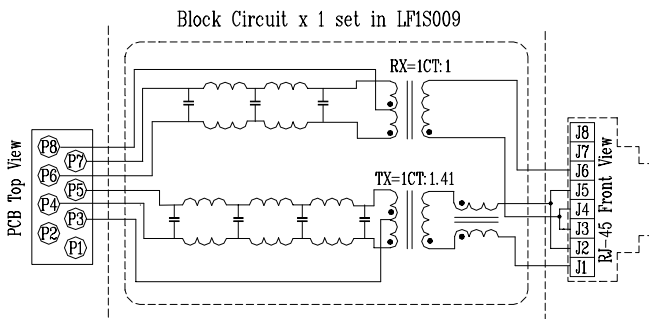 Block Circuit x 1 set in LF1S009
RX=1CT:1
TX=1CT:1.41
PCB Top View
P8
P7
P6
P5
P4
P3
P2
P1
J8
J7
J6
J5
J4
J3
J2
J1
RJ-45 Front View